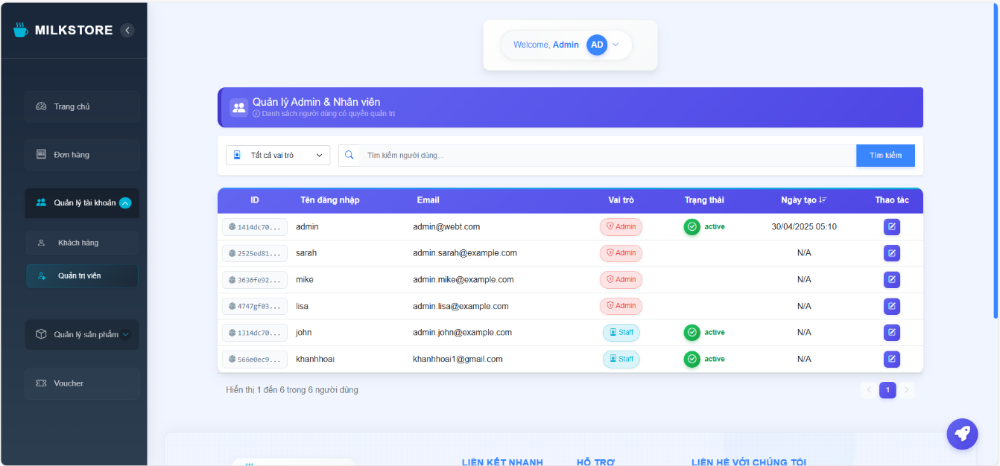 MILKSTORE
Trang chủ
Đơn hàng
Quản lý tài khoản
Khách hàng
Quản trị viên
Quản lý sản phẩm
Voucher
Welcome, Admin AD
Quản lý Admin & Nhân viên
Danh sách người dùng có quyền quản trị
Tất cả vai trò Tìm kiếm người dùng... Tìm kiếm
ID Tên đăng nhập Email Vai trò Trạng thái Ngày tạo Thao tác
1414dc70... admin admin@webt.com Admin active 30/04/2025 05:10
2525ed81... sarah admin.sarah@example.com Admin N/A
3636fe92... mike admin.mike@example.com Admin N/A
4747gf03... lisa admin.lisa@example.com Admin N/A
1314dc70... john admin.john@example.com Staff active N/A
566e0ec9... khanhhoai khanhhoai1@gmail.com Staff active N/A
Hiển thị 1 đến 6 trong 6 người dùng 1
LIÊN KẾT NHANH HỖ TRỢ LIÊN HỆ VỚI CHÚNG TÔI